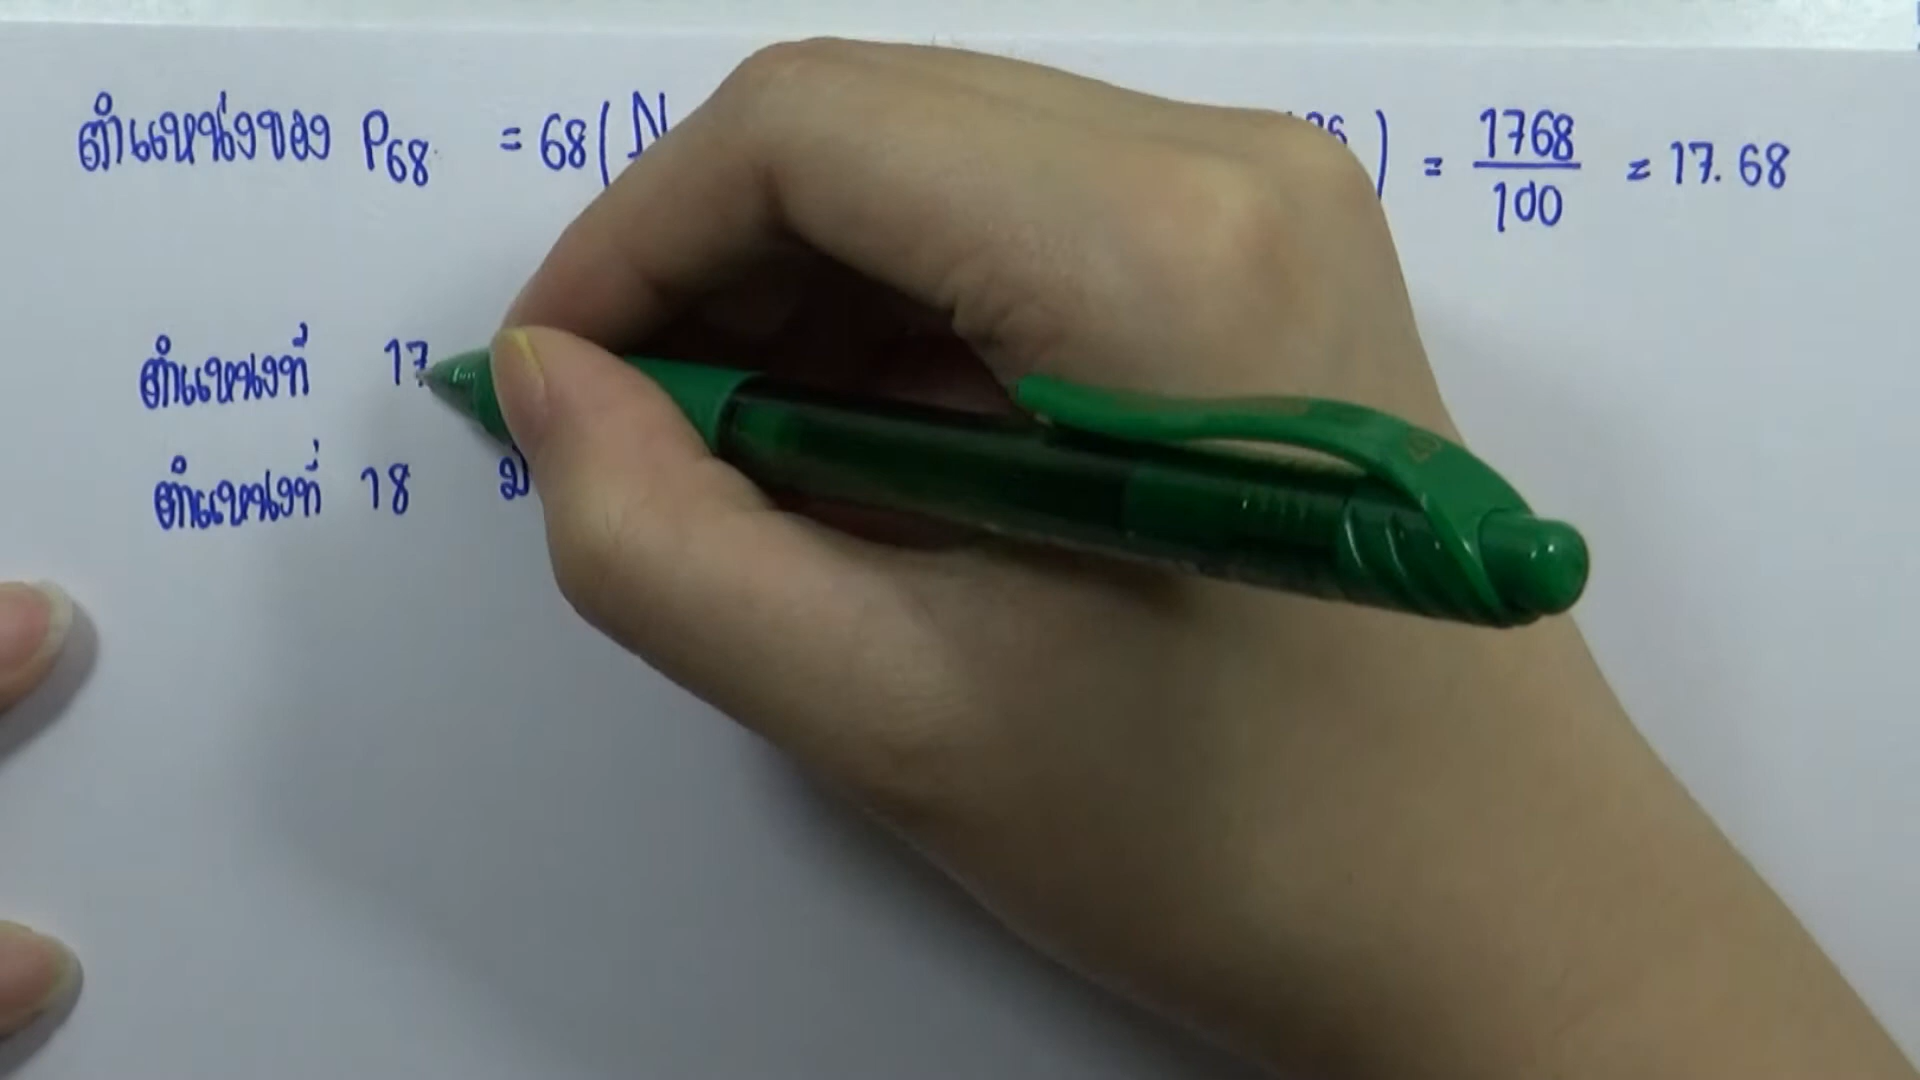 ตำแหน่งของ P68 = 68( N ) = 1768/100 = 17.68
ตำแหน่งที่ 17
ตำแหน่งที่ 18